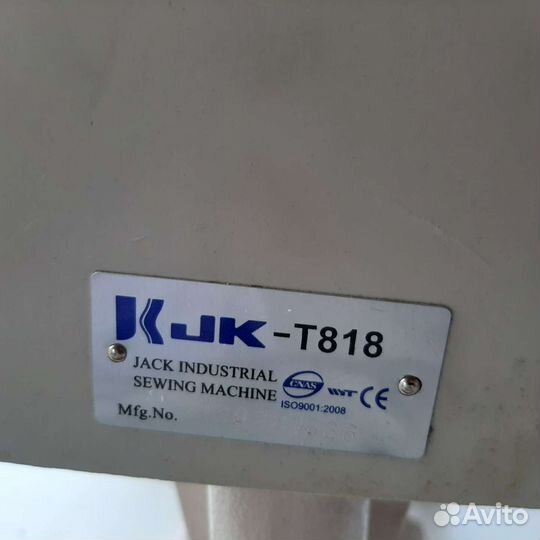 JK-T818
JACK INDUSTRIAL
SEWING MACHINE
CNAS
CE
ISO9001:2008
Mfg.No.
Avito